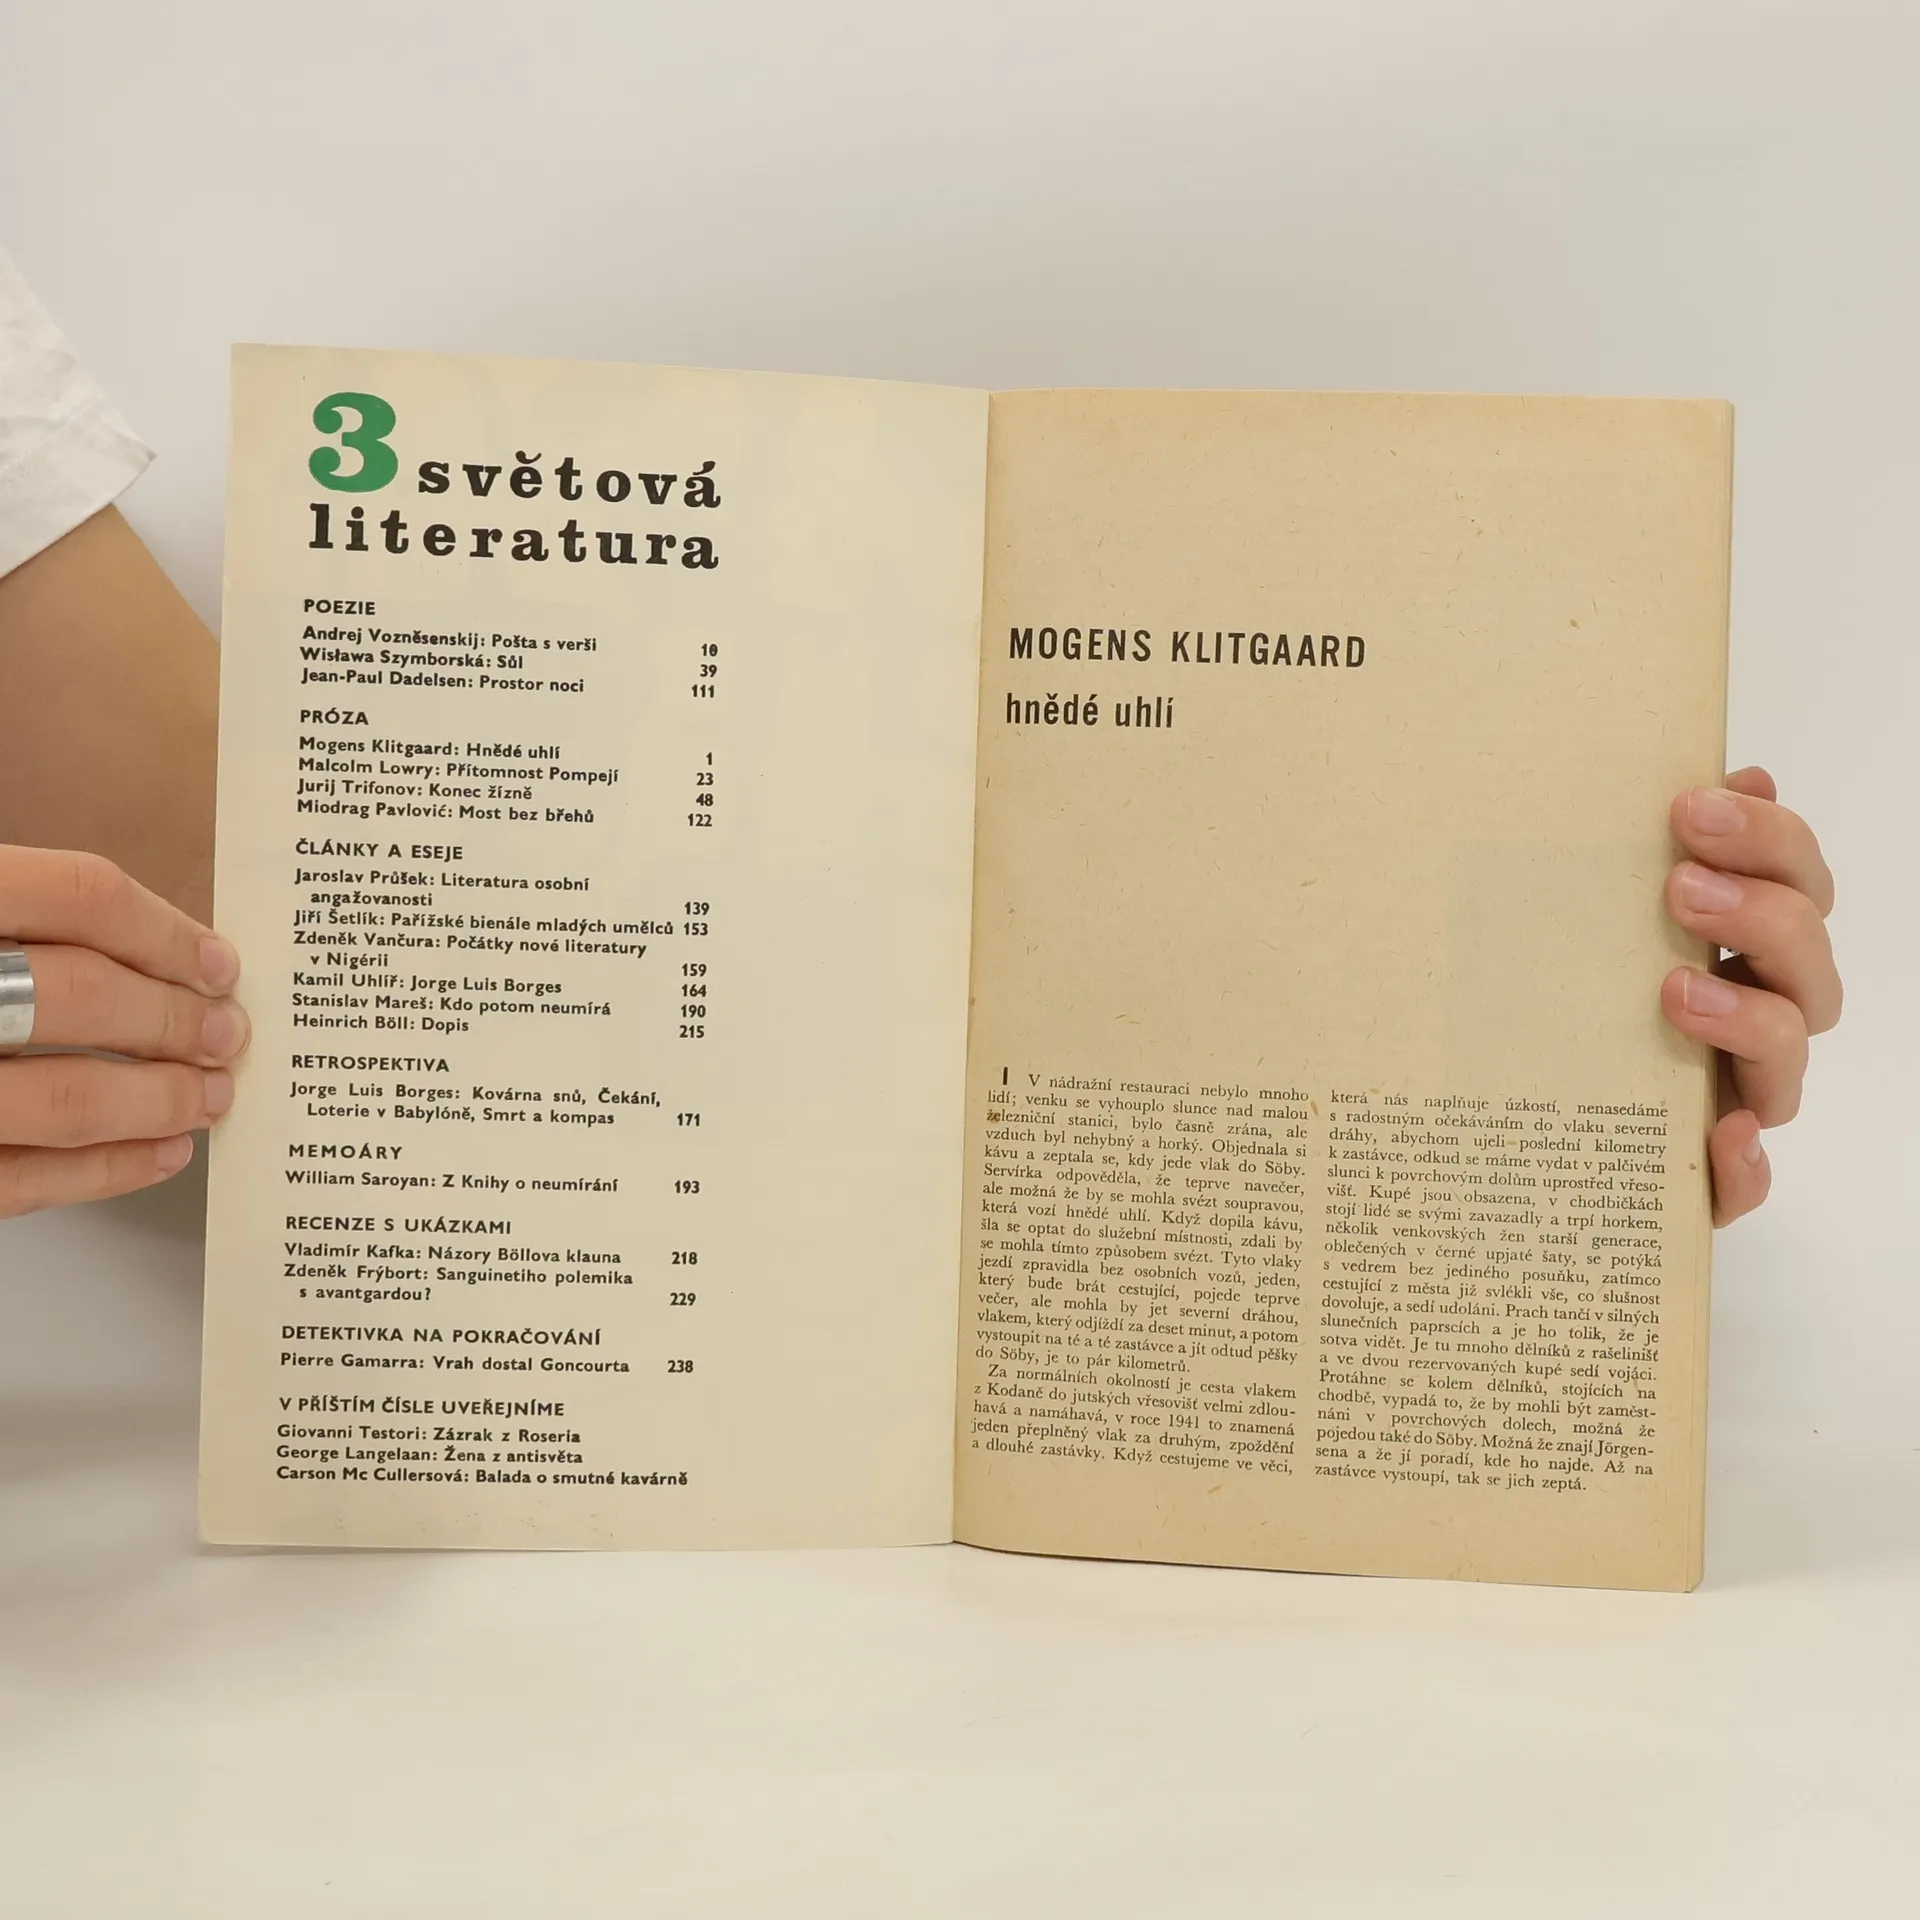 3 světová
literatura
POEZIE
Andrej Vozněsenskij: Pošta s verši 10
Wisława Szymborská: Sůl 39
Jean-Paul Dadelsen: Prostor noci 111
PRÓZA
Mogens Klitgaard: Hnědé uhlí 1
Malcolm Lowry: Přítomnost Pompejí 23
Jurij Trifonov: Konec žízně 48
Miodrag Pavlović: Most bez břehů 122
ČLÁNKY A ESEJE
Jaroslav Průšek: Literatura osobní
angažovanosti 139
Jiří Šetlík: Pařížské bienále mladých umělců 153
Zdeněk Vančura: Počátky nové literatury
v Nigérii 159
Kamil Uhlíř: Jorge Luis Borges 164
Stanislav Mareš: Kdo potom neumírá 190
Heinrich Böll: Dopis 215
RETROSPEKTIVA
Jorge Luis Borges: Kovárna snů, Čekání,
Loterie v Babylóně, Smrt a kompas 171
MEMOÁRY
William Saroyan: Z Knihy o neumírání 193
RECENZE S UKÁZKAMI
Vladimír Kafka: Názory Böllova klauna 218
Zdeněk Frýbort: Sanguinetiho polemika
s avantgardou? 229
DETEKTIVKA NA POKRAČOVÁNÍ
Pierre Gamarra: Vrah dostal Goncourta 238
V PŘÍŠTÍM ČÍSLE UVEŘEJNÍME
Giovanni Testori: Zázrak z Roseria
George Langelaan: Žena z antisvěta
Carson Mc Cullersová: Balada o smutné kavárně
MOGENS KLITGAARD
hnědé uhlí
I V nádražní restauraci nebylo mnoho
lidí; venku se vyhouplo slunce nad malou
železniční stanici, bylo časně zrána, ale
vzduch byl nehybný a horký. Objednala si
kávu a zeptala se, kdy jede vlak do Söby.
Servírka odpověděla, že teprve navečer,
ale možná že by se mohla svézt soupravou,
která vozí hnědé uhlí. Když dopila kávu,
šla se optat do služební místnosti, zdali by
se mohla tímto způsobem svézt. Tyto vlaky
jezdí zpravidla bez osobních vozů, jeden,
který bude brát cestující, pojede teprve
večer, ale mohla by jet severní dráhou,
vlakem, který odjíždí za deset minut, a potom
vystoupit na té a té zastávce a jít odtud pěšky
do Söby, je to pár kilometrů.
Za normálních okolností je cesta vlakem
z Kodaně do jutských vřesovišť velmi zdlou-
havá a namáhavá, v roce 1941 to znamená
jeden přeplněný vlak za druhým, zpoždění
a dlouhé zastávky. Když cestujeme ve věci,
která nás naplňuje úzkostí, nenasedáme
s radostným očekáváním do vlaku severní
dráhy, abychom ujeli poslední kilometry
k zastávce, odkud se máme vydat v palčivém
slunci k povrchovým dolům uprostřed vřeso-
višť. Kupé jsou obsazena, v chodbičkách
stojí lidé se svými zavazadly a trpí horkem,
několik venkovských žen starší generace,
oblečených v černé upjaté šaty, se potýká
s vedrem bez jediného posuňku, zatímco
cestující z města již svlékli vše, co slušnost
dovoluje, a sedí udoláni. Prach tančí v silných
slunečních paprscích a je ho tolik, že je
sotva vidět. Je tu mnoho dělníků z rašelinišť
a ve dvou rezervovaných kupé sedí vojáci.
Protáhne se kolem dělníků, stojících na
chodbě, vypadá to, že by mohli být zaměst-
náni v povrchových dolech, možná že
pojedou také do Söby. Možná že znají Jörgen-
sena a že jí poradí, kde ho najde. Až na
zastávce vystoupí, tak se jich zeptá.